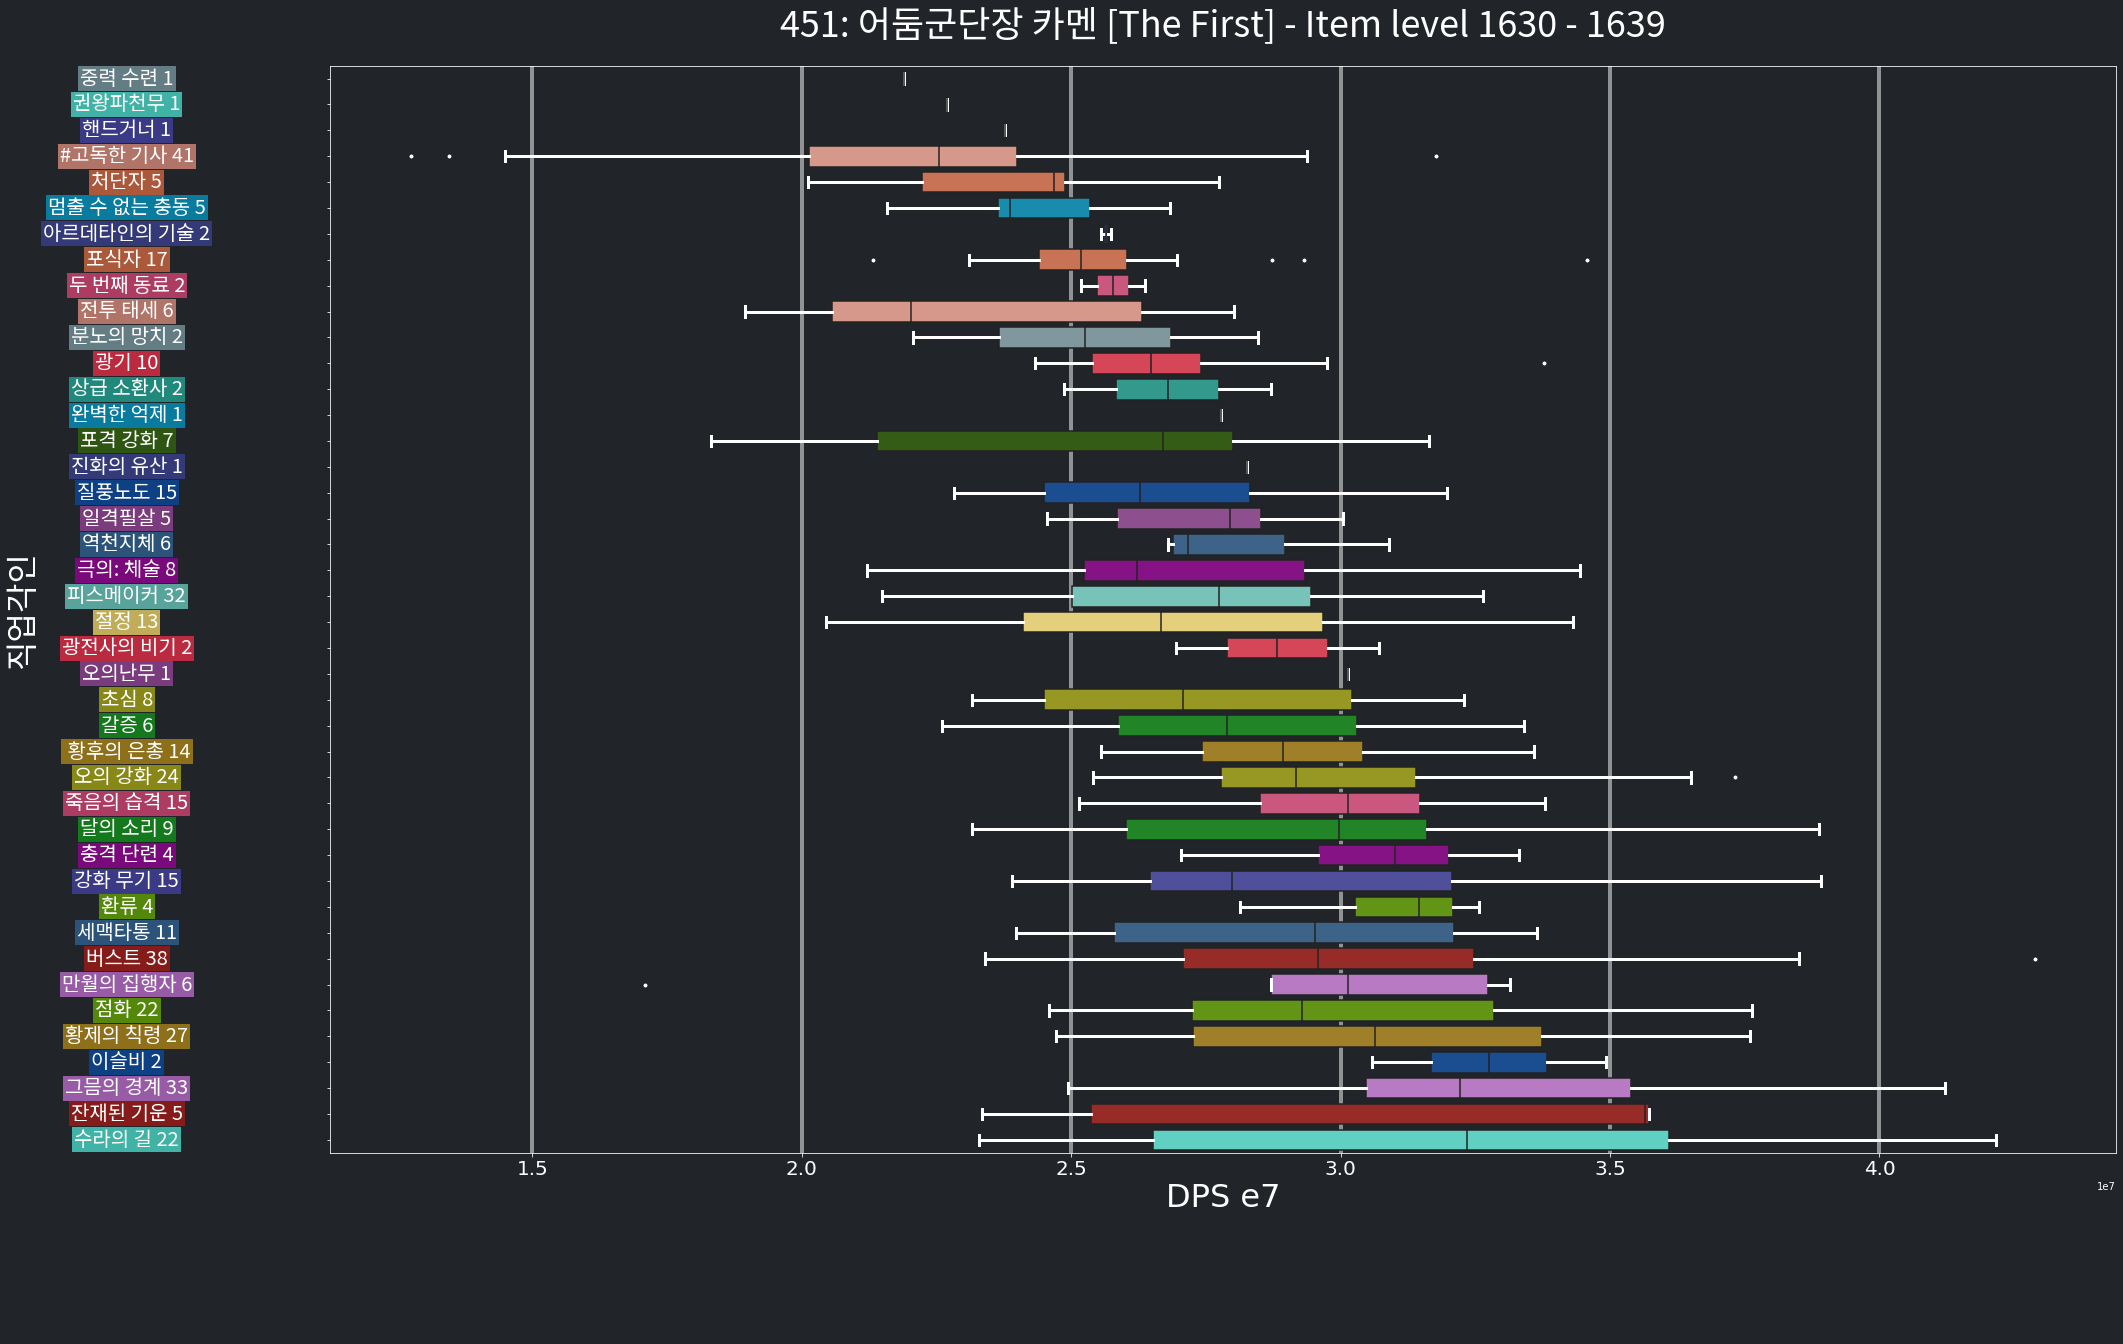 451: 어둠군단장 카멘 [The First] - Item level 1630 - 1639
중력 수련 1
권왕파천무 1
핸드거너 1
#고독한 기사 41
처단자 5
멈출 수 없는 충동 5
아르데타인의 기술 2
포식자 17
두 번째 동료 2
전투 태세 6
분노의 망치 2
광기 10
상급 소환사 2
완벽한 억제 1
포격 강화 7
진화의 유산 1
질풍노도 15
일격필살 5
역천지체 6
극의: 체술 8
피스메이커 32
절정 13
광전사의 비기 2
오의난무 1
초심 8
갈증 6
황후의 은총 14
오의 강화 24
죽음의 습격 15
달의 소리 9
충격 단련 4
강화 무기 15
환류 4
세맥타통 11
버스트 38
만월의 집행자 6
점화 22
황제의 칙령 27
이슬비 2
그믐의 경계 33
잔재된 기운 5
수라의 길 22
직업각인
1.5 2.0 2.5 3.0 3.5 4.0
1e7
DPS e7